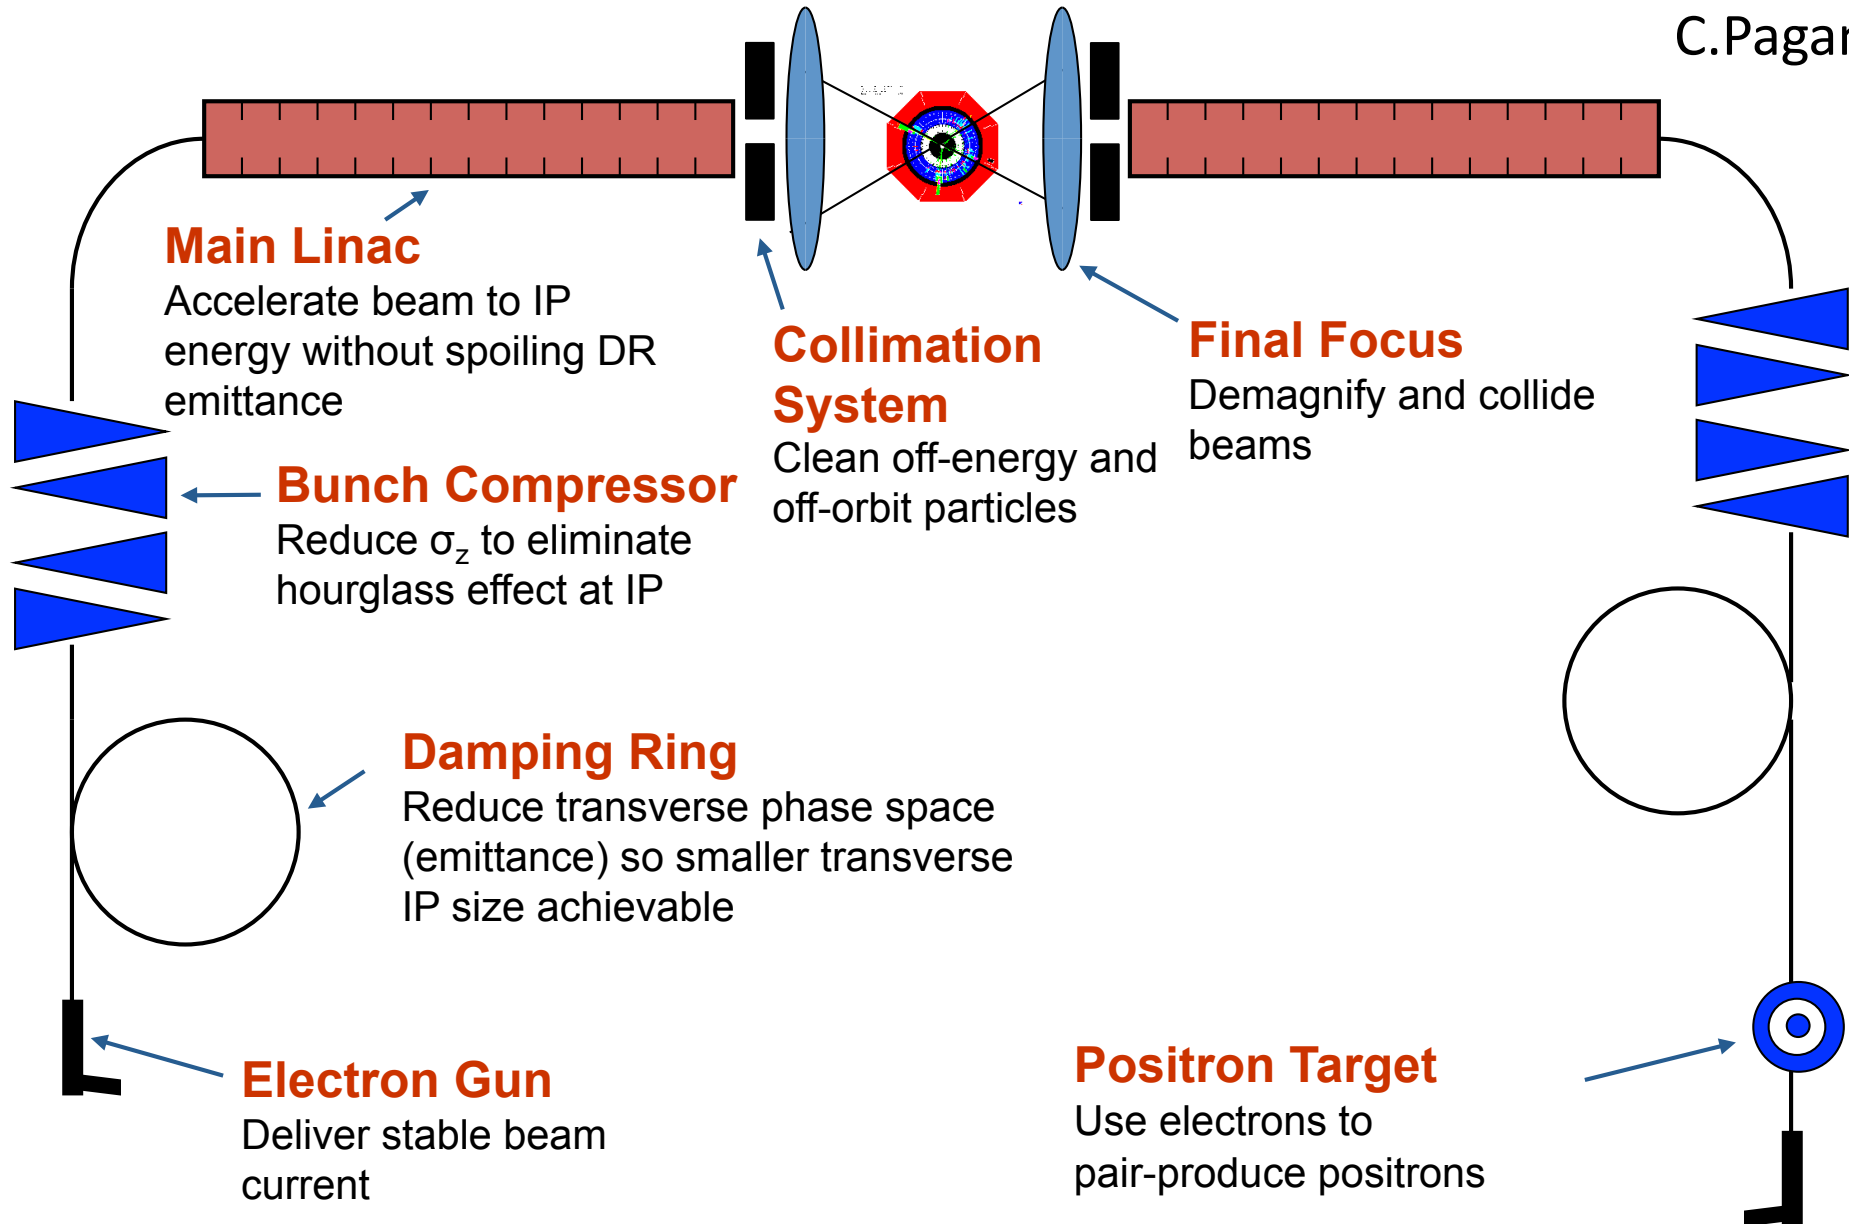 C.Pagar
Main Linac
Accelerate beam to IP
energy without spoiling DR
emittance
Collimation
System
Clean off-energy and
off-orbit particles
Final Focus
Demagnify and collide
beams
Bunch Compressor
Reduce σz to eliminate
hourglass effect at IP
Damping Ring
Reduce transverse phase space
(emittance) so smaller transverse
IP size achievable
Electron Gun
Deliver stable beam
current
Positron Target
Use electrons to
pair-produce positrons